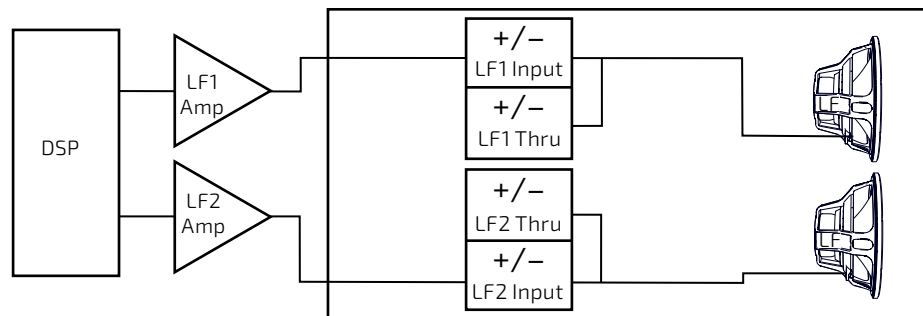 DSP
LF1
Amp
LF2
Amp
+/−
LF1 Input
+/−
LF1 Thru
+/−
LF2 Thru
+/−
LF2 Input
LF
LF